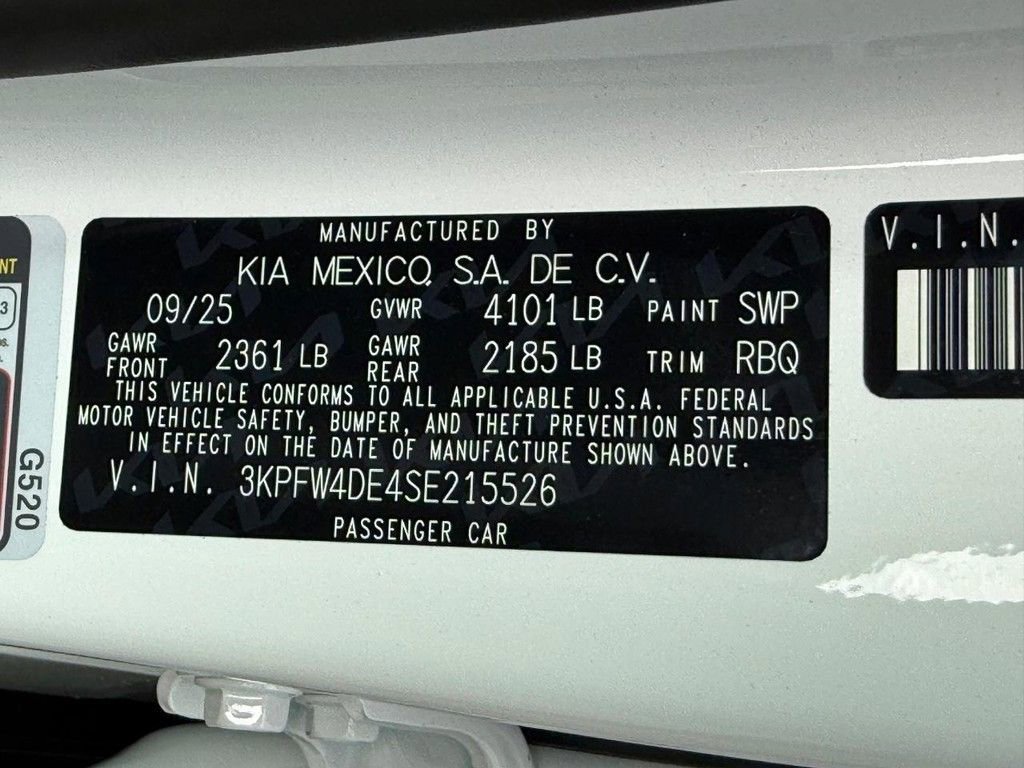 MANUFACTURED BY
KIA MEXICO, S.A. DE C.V.
09/25 GVWR 4101 LB PAINT SWP
GAWR FRONT 2361 LB GAWR REAR 2185 LB TRIM RBQ
THIS VEHICLE CONFORMS TO ALL APPLICABLE U.S.A. FEDERAL
MOTOR VEHICLE SAFETY, BUMPER, AND THEFT PREVENTION STANDARDS
IN EFFECT ON THE DATE OF MANUFACTURE SHOWN ABOVE.
V.I.N. 3KPFW4DE4SE215526
PASSENGER CAR
V.I.N.
G520
NT
3